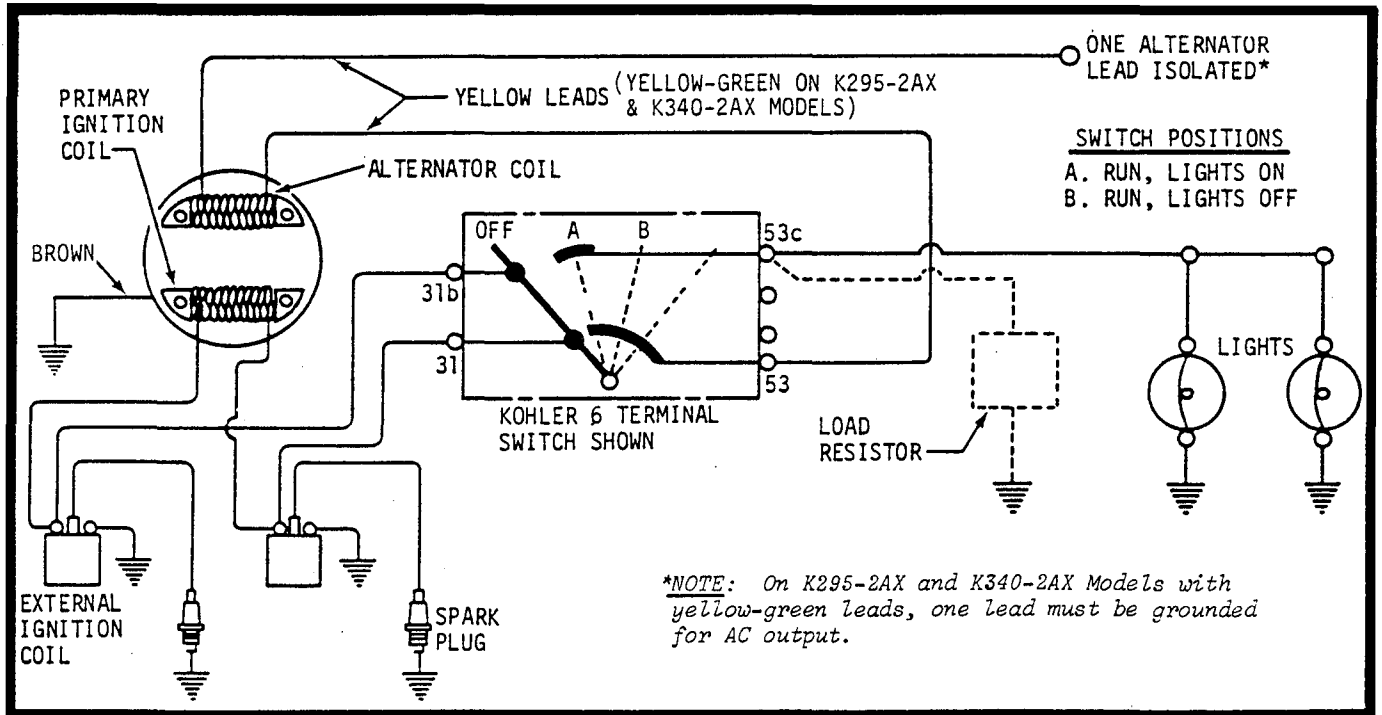 ONE ALTERNATOR
LEAD ISOLATED*
YELLOW LEADS (YELLOW-GREEN ON K295-2AX
& K340-2AX MODELS)
PRIMARY
IGNITION
COIL
ALTERNATOR COIL
SWITCH POSITIONS
A. RUN, LIGHTS ON
B. RUN, LIGHTS OFF
BROWN
OFF
A
B
53c
31b
31
53
KOHLER 6 TERMINAL
SWITCH SHOWN
LIGHTS
LOAD
RESISTOR
EXTERNAL
IGNITION
COIL
SPARK
PLUG
*NOTE: On K295-2AX and K340-2AX Models with
yellow-green leads, one lead must be grounded
for AC output.